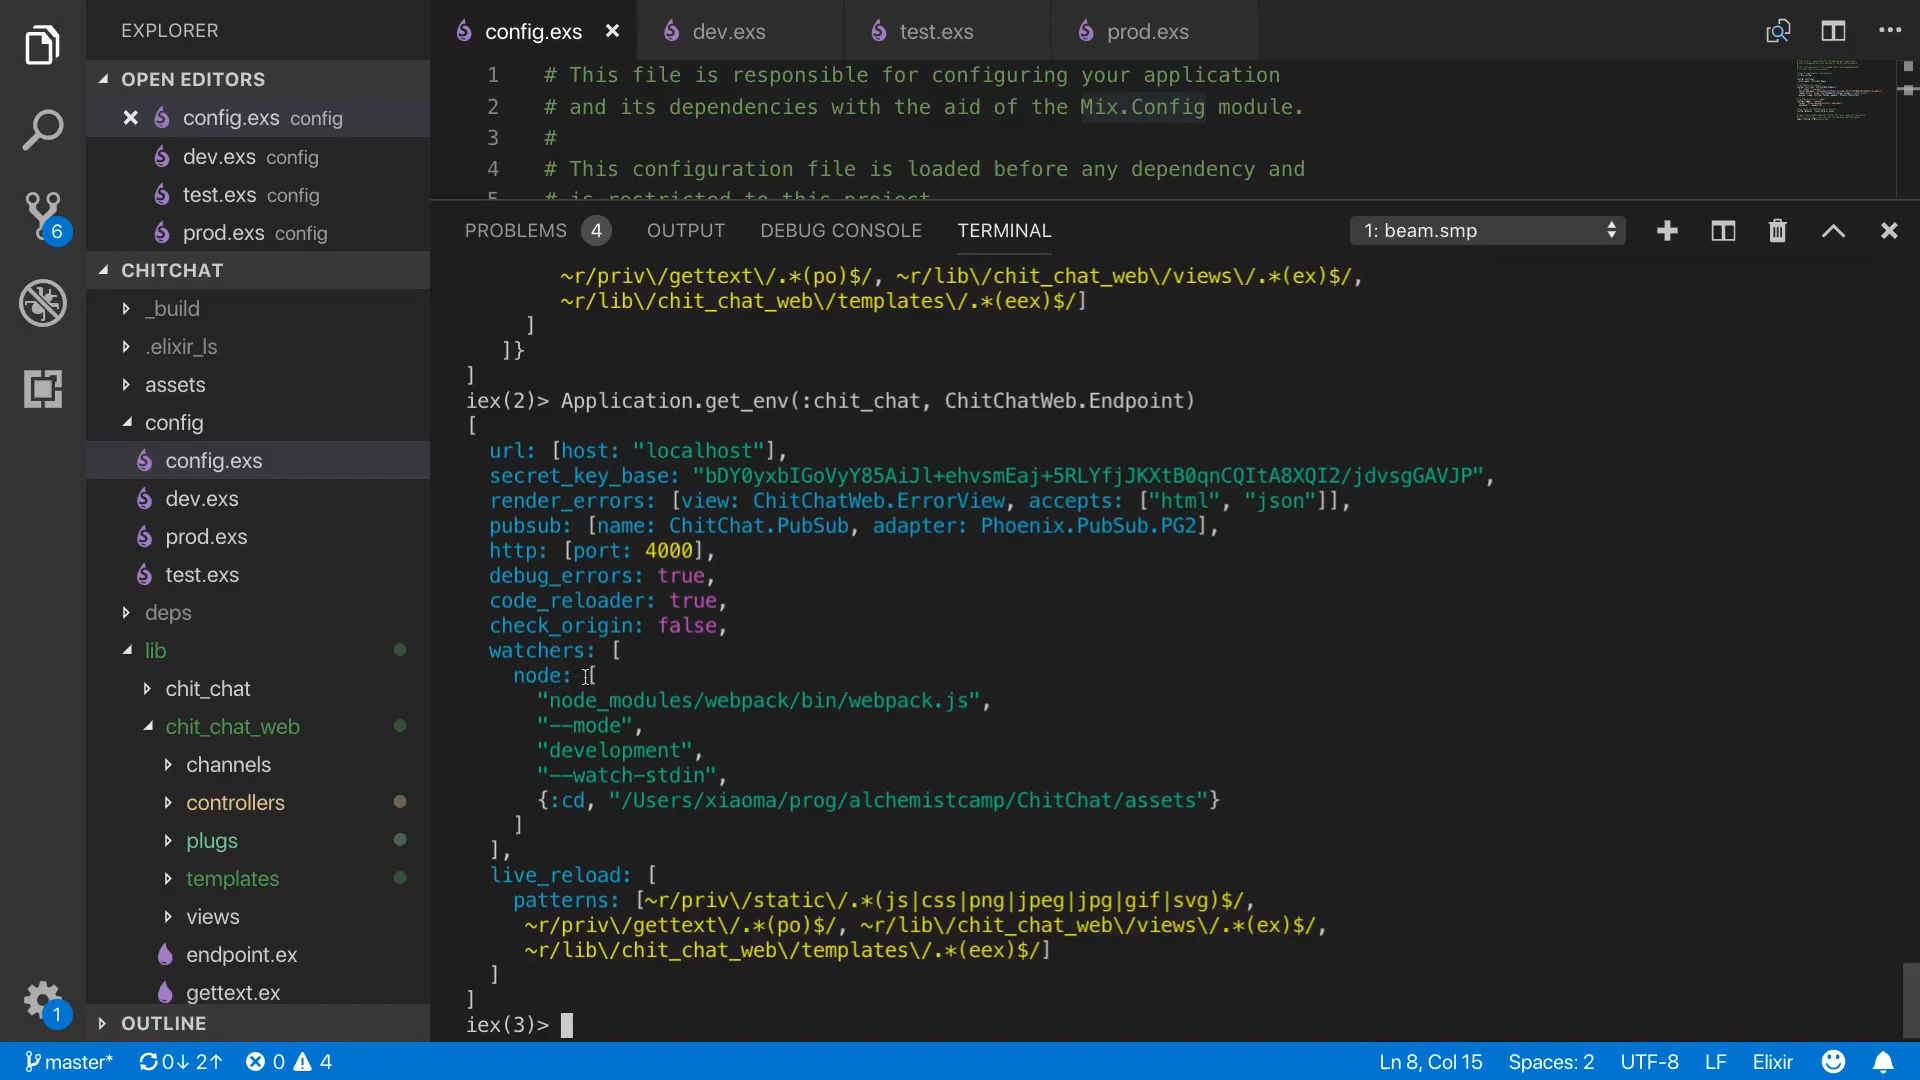 EXPLORER
OPEN EDITORS
config.exs config
dev.exs config
test.exs config
prod.exs config
CHITCHAT
_build
.elixir_ls
assets
config
config.exs
dev.exs
prod.exs
test.exs
deps
lib
chit_chat
chit_chat_web
channels
controllers
plugs
templates
views
endpoint.ex
gettext.ex
OUTLINE
6
1
config.exs
dev.exs
test.exs
prod.exs
1 # This file is responsible for configuring your application
2 # and its dependencies with the aid of the Mix.Config module.
3 #
4 # This configuration file is loaded before any dependency and
5 # is restricted to this project
PROBLEMS 4 OUTPUT DEBUG CONSOLE TERMINAL 1: beam.smp
~r/priv\/gettext\/.*(po)$/, ~r/lib\/chit_chat_web\/views\/.*(ex)$/,
~r/lib\/chit_chat_web\/templates\/.*(eex)$/]
]
]}
]
iex(2)> Application.get_env(:chit_chat, ChitChatWeb.Endpoint)
[
url: [host: "localhost"],
secret_key_base: "bDY0yxbIGoVyY85AiJl+ehvsmEaj+5RLYfjJKXtB0qnCQItA8XQI2/jdvsgGAVJP",
render_errors: [view: ChitChatWeb.ErrorView, accepts: ["html", "json"]],
pubsub: [name: ChitChat.PubSub, adapter: Phoenix.PubSub.PG2],
http: [port: 4000],
debug_errors: true,
code_reloader: true,
check_origin: false,
watchers: [
node: [
"node_modules/webpack/bin/webpack.js",
"--mode",
"development",
"--watch-stdin",
{:cd, "/Users/xiaoma/prog/alchemistcamp/ChitChat/assets"}
]
],
live_reload: [
patterns: [~r/priv\/static\/.*(js|css|png|jpeg|jpg|gif|svg)$/,
~r/priv\/gettext\/.*(po)$/, ~r/lib\/chit_chat_web\/views\/.*(ex)$/,
~r/lib\/chit_chat_web\/templates\/.*(eex)$/]
]
]
iex(3)>
master* 0↓ 2↑ 0 4 Ln 8, Col 15 Spaces: 2 UTF-8 LF Elixir